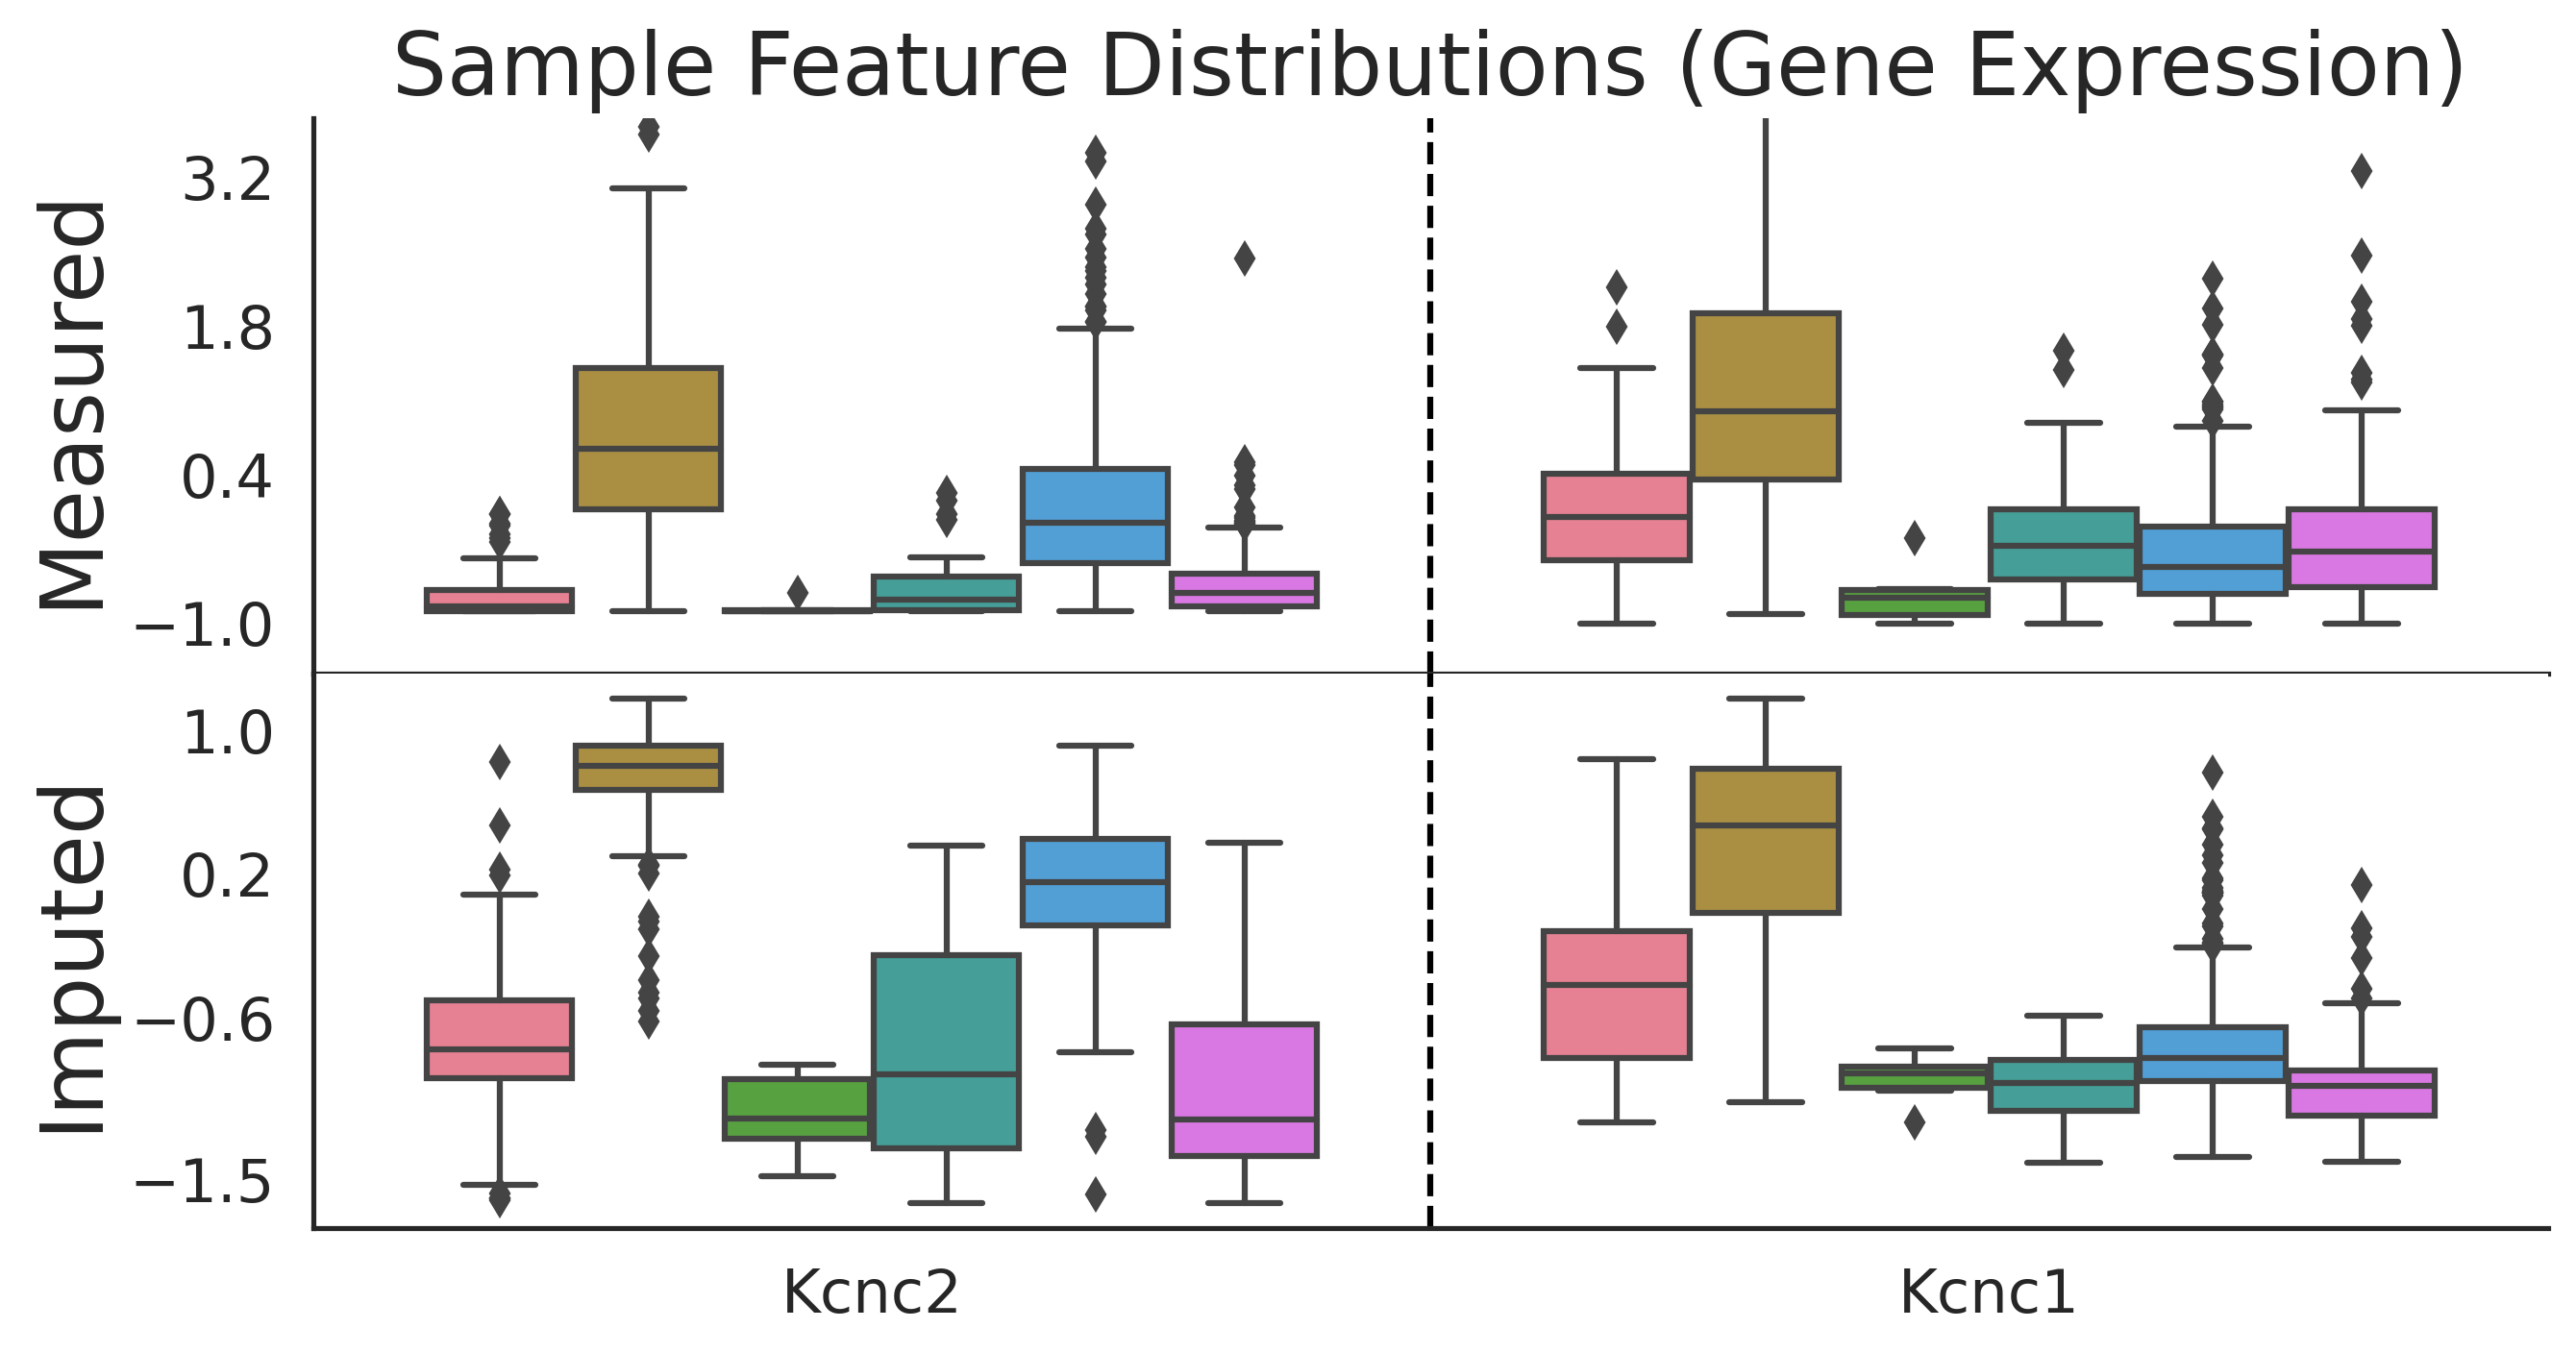 Sample Feature Distributions (Gene Expression)
Measured
3.2
1.8
0.4
−1.0
Imputed
1.0
0.2
−0.6
−1.5
Kcnc2
Kcnc1